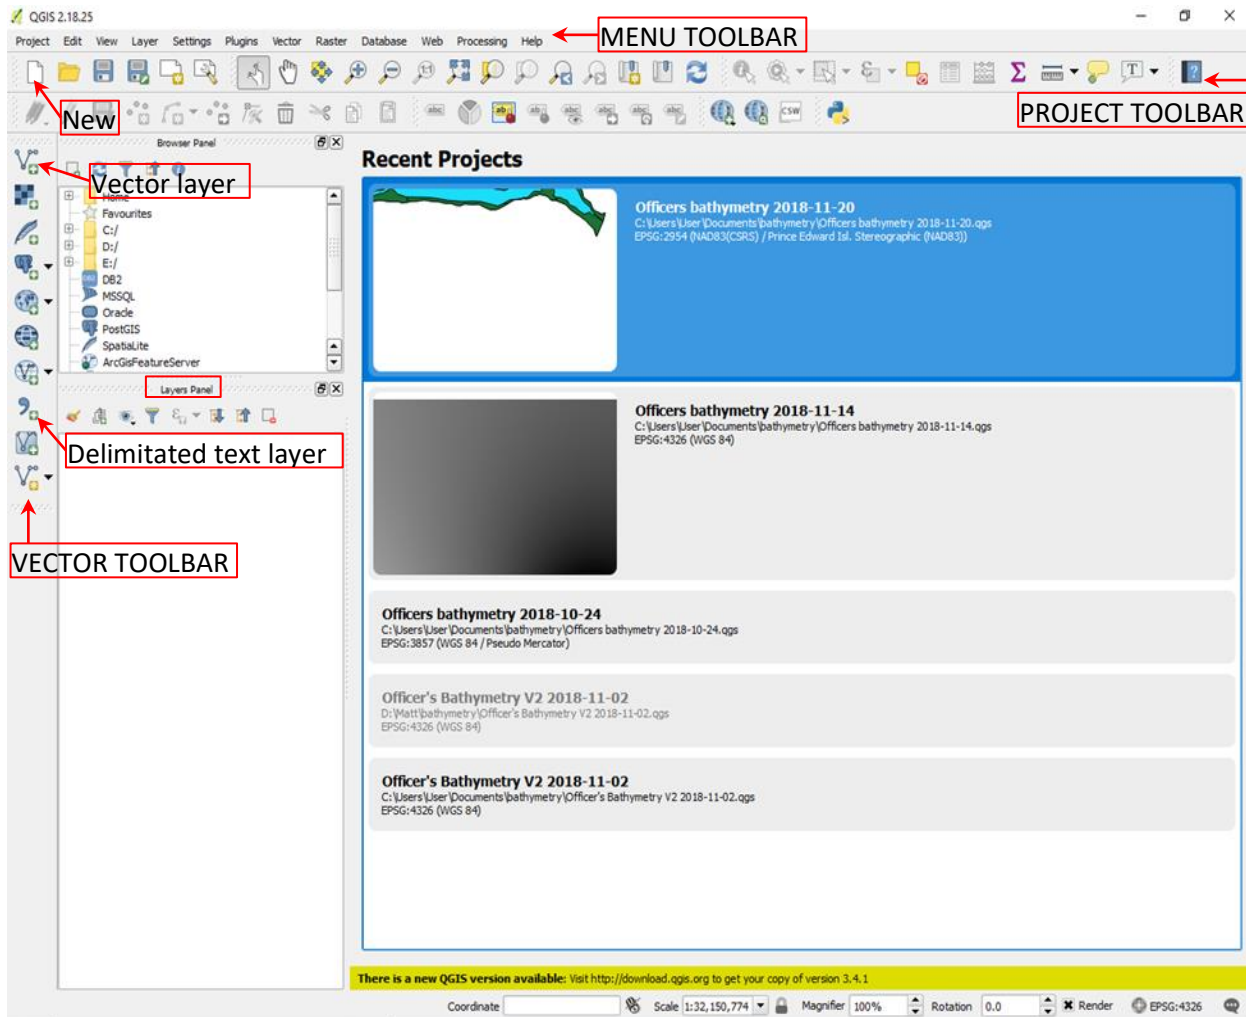 QGIS 2.18.25
Project Edit View Layer Settings Plugins Vector Raster Database Web Processing Help
MENU TOOLBAR
PROJECT TOOLBAR
New
CSW
Browser Panel
Recent Projects
Vector layer
Home
Favourites
C:/
D:/
E:/
DB2
MSSQL
Oracle
PostGIS
SpatiaLite
ArcGisFeatureServer
Layers Panel
Delimitated text layer
VECTOR TOOLBAR
Officers bathymetry 2018-11-20
C:\Users\User\Documents\bathymetry\Officers bathymetry 2018-11-20.qgs
EPSG:2954 (NAD83(CSRS) / Prince Edward Isl. Stereographic (NAD83))
Officers bathymetry 2018-11-14
C:\Users\User\Documents\bathymetry\Officers bathymetry 2018-11-14.qgs
EPSG:4326 (WGS 84)
Officers bathymetry 2018-10-24
C:\Users\User\Documents\bathymetry\Officers bathymetry 2018-10-24.qgs
EPSG:3857 (WGS 84 / Pseudo Mercator)
Officer's Bathymetry V2 2018-11-02
D:\Matt\bathymetry\Officer's Bathymetry V2 2018-11-02.qgs
EPSG:4326 (WGS 84)
Officer's Bathymetry V2 2018-11-02
C:\Users\User\Documents\bathymetry\Officer's Bathymetry V2 2018-11-02.qgs
EPSG:4326 (WGS 84)
There is a new QGIS version available: Visit http://download.qgis.org to get your copy of version 3.4.1
Coordinate Scale 1:32,150,774 Magnifier 100% Rotation 0.0 Render EPSG:4326